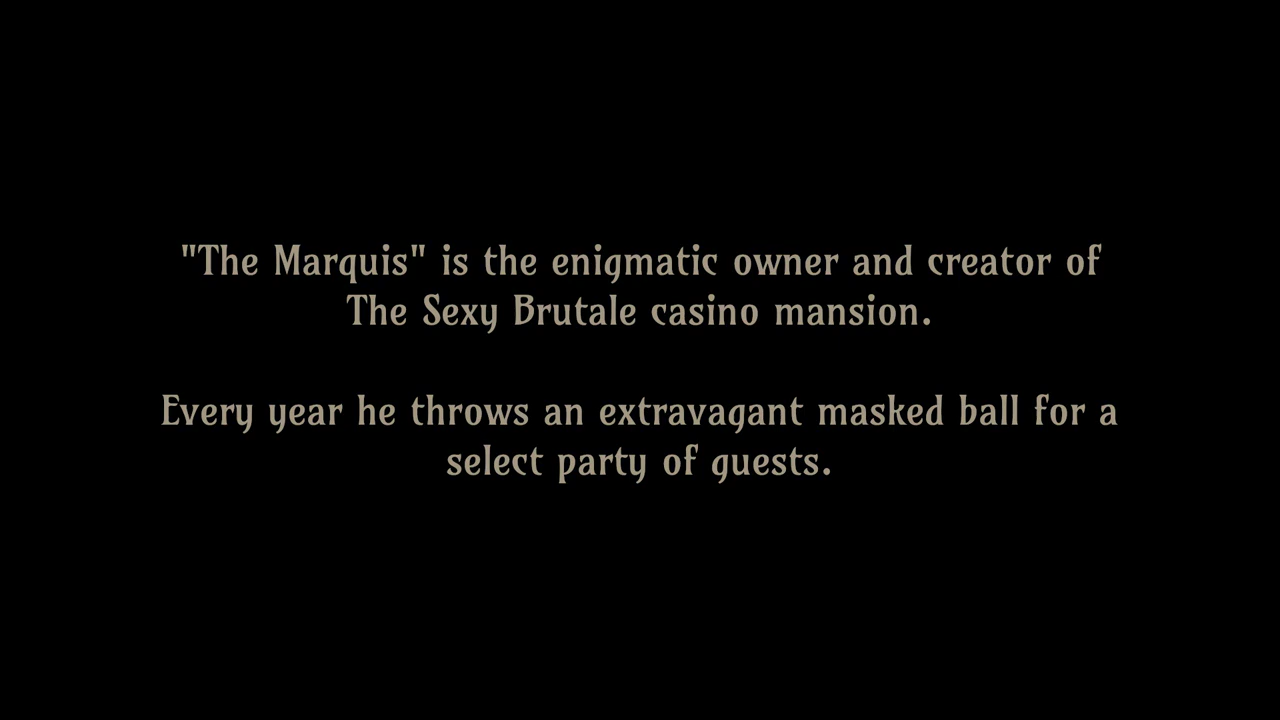 "The Marquis" is the enigmatic owner and creator of
The Sexy Brutale casino mansion.
Every year he throws an extravagant masked ball for a
select party of guests.